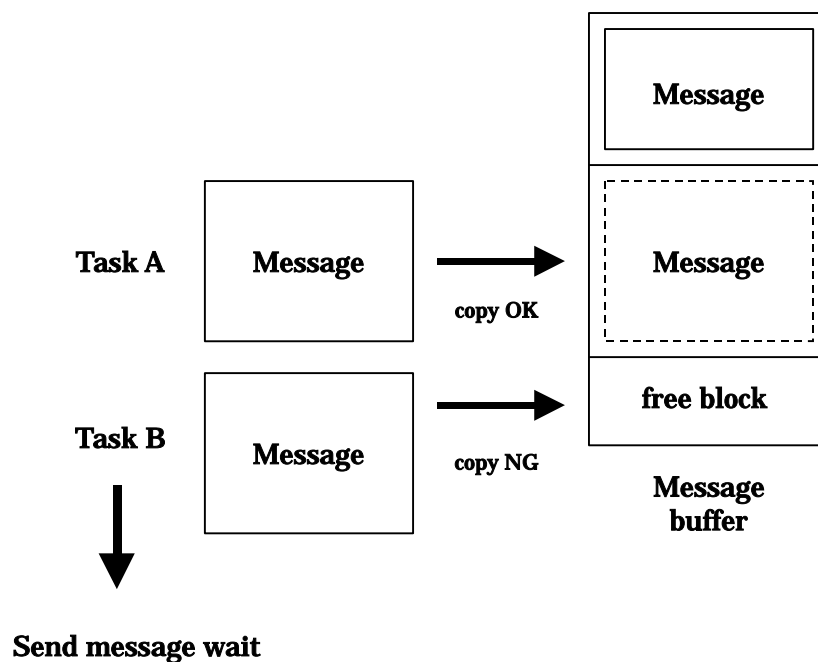 Message
Task A
Message
copy OK
Message
Task B
Message
copy NG
free block
Message
buffer
Send message wait